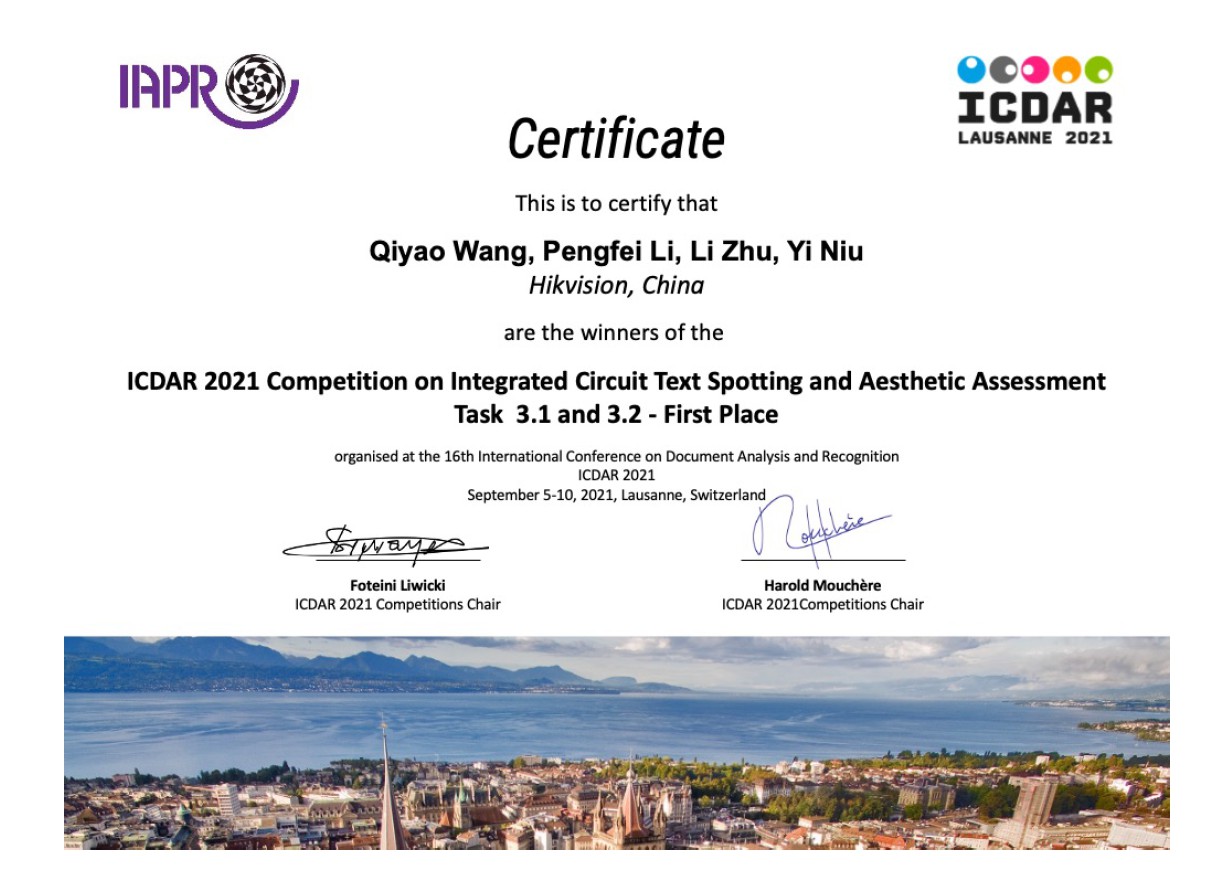 IAPR
ICDAR
LAUSANNE 2021
Certificate
This is to certify that
Qiyao Wang, Pengfei Li, Li Zhu, Yi Niu
Hikvision, China
are the winners of the
ICDAR 2021 Competition on Integrated Circuit Text Spotting and Aesthetic Assessment
Task 3.1 and 3.2 - First Place
organised at the 16th International Conference on Document Analysis and Recognition
ICDAR 2021
September 5-10, 2021, Lausanne, Switzerland
Foteini Liwicki
ICDAR 2021 Competitions Chair
Harold Mouchère
ICDAR 2021Competitions Chair